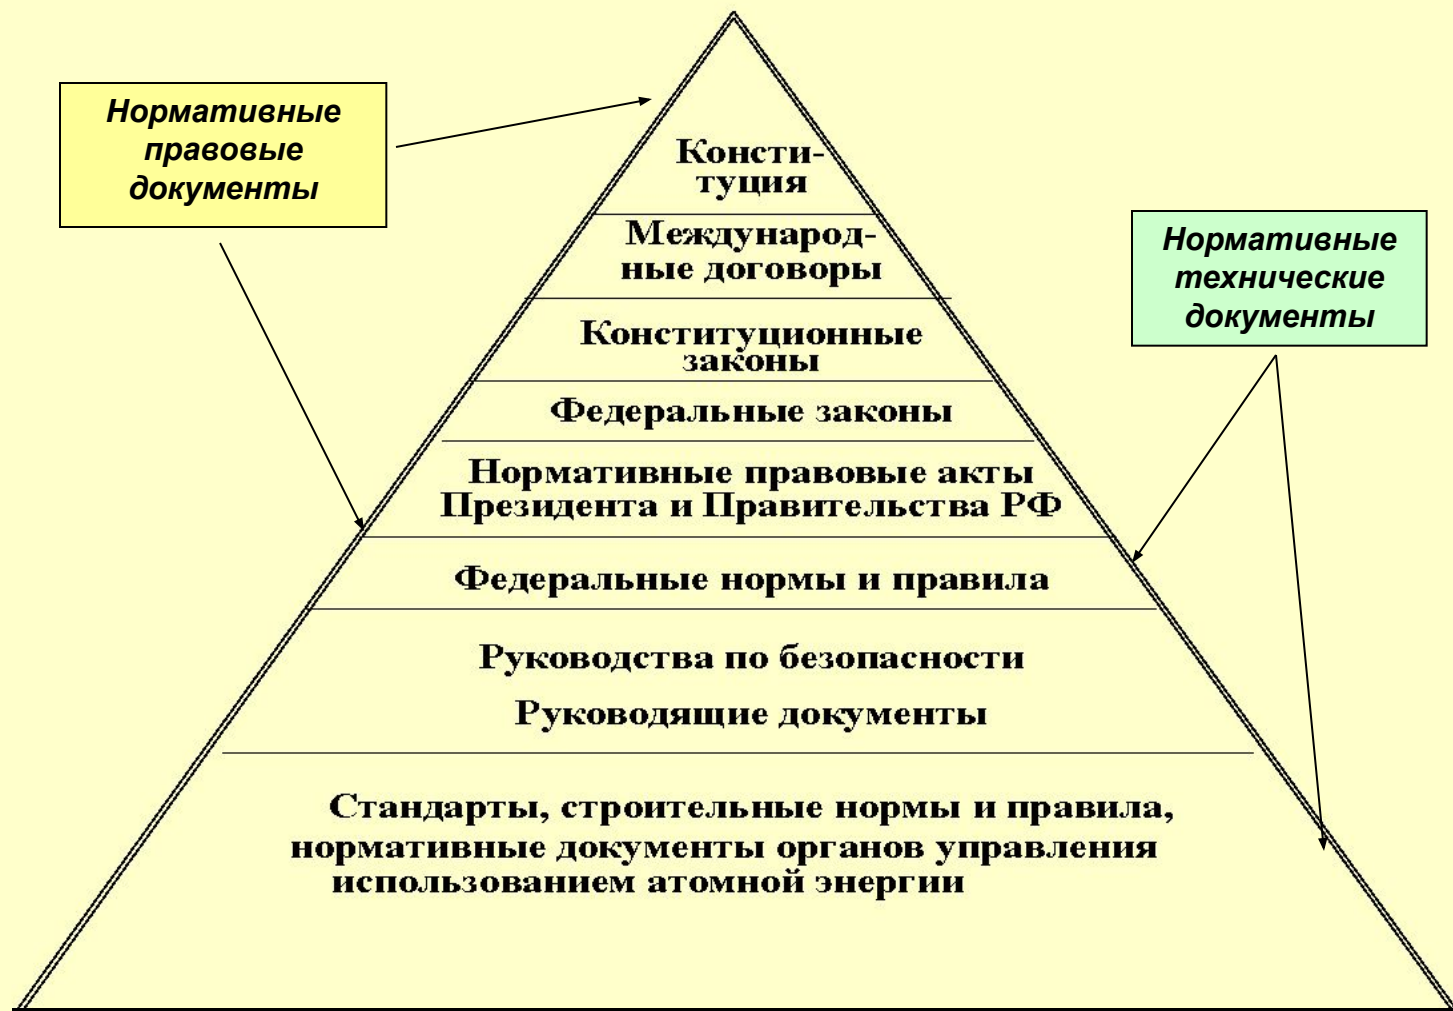 Нормативные
правовые
документы
Консти-
туция
Международ-
ные договоры
Нормативные
технические
документы
Конституционные
законы
Федеральные законы
Нормативные правовые акты
Президента и Правительства РФ
Федеральные нормы и правила
Руководства по безопасности
Руководящие документы
Стандарты, строительные нормы и правила,
нормативные документы органов управления
использованием атомной энергии